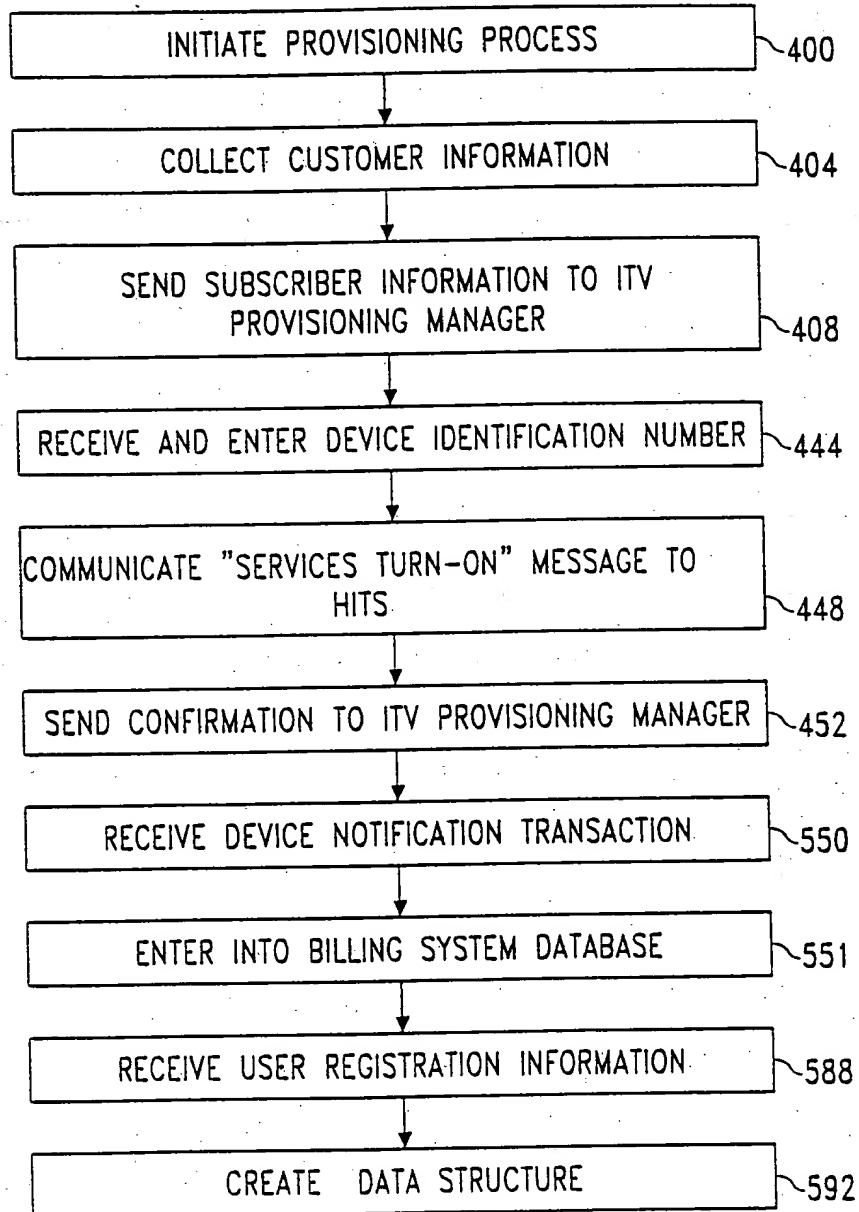 INITIATE PROVISIONING PROCESS
400
COLLECT CUSTOMER INFORMATION
404
SEND SUBSCRIBER INFORMATION TO ITV
PROVISIONING MANAGER
408
RECEIVE AND ENTER DEVICE IDENTIFICATION NUMBER
444
COMMUNICATE "SERVICES TURN-ON" MESSAGE TO
HITS
448
SEND CONFIRMATION TO ITV PROVISIONING MANAGER
452
RECEIVE DEVICE NOTIFICATION TRANSACTION
550
ENTER INTO BILLING SYSTEM DATABASE
551
RECEIVE USER REGISTRATION INFORMATION
588
CREATE DATA STRUCTURE
592